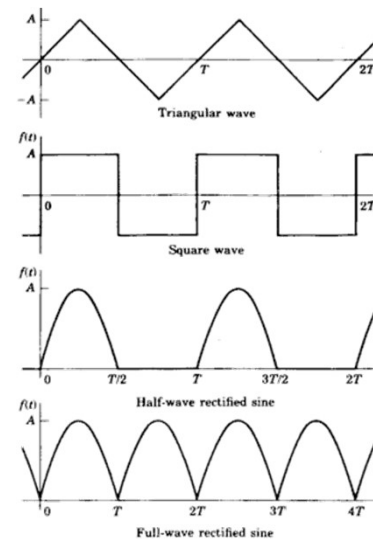 A
0 T 2T
-A
Triangular wave
f(t)
A
0 T 2T
Square wave
f(t)
A
0 T/2 T 3T/2 2T
Half-wave rectified sine
f(t)
A
0 T 2T 3T 4T
Full-wave rectified sine